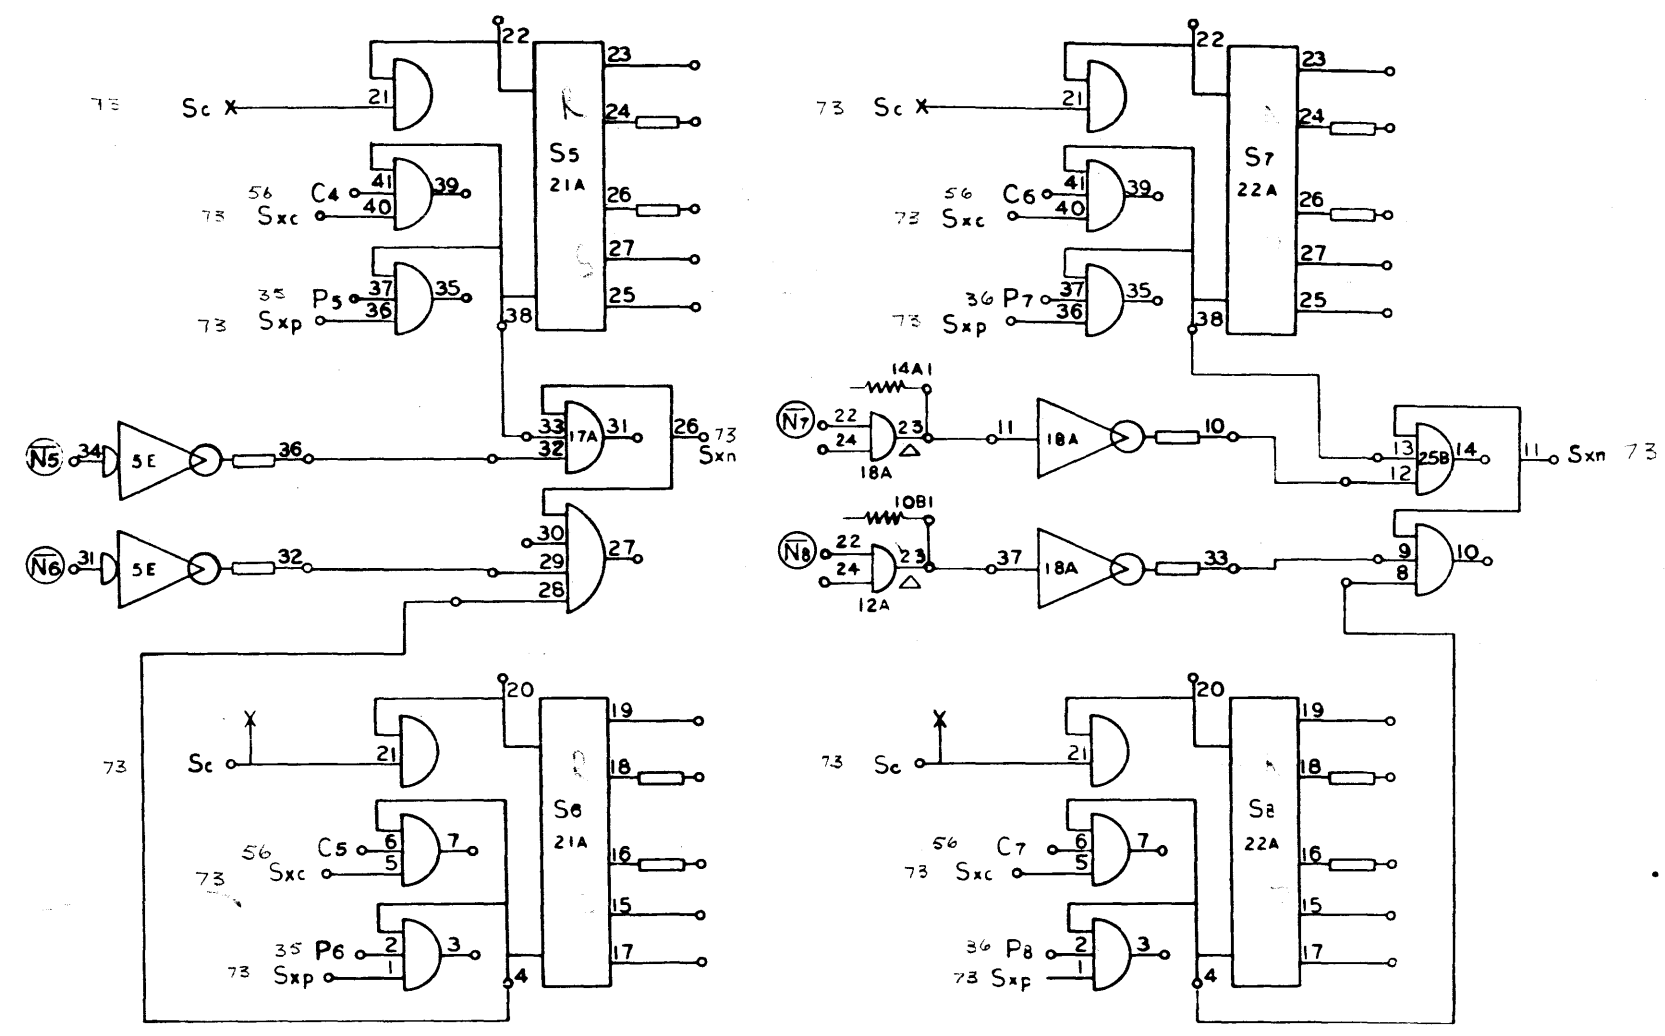 22
23
73 Sc X 21
24
S5
21A
56 C4 41 39
73 Sxc 40
26
27
35 P5 37 35
73 Sxp 36
25
38
22
23
73 Sc X 21
24
S7
22A
56 C6 41 39
73 Sxc 40
26
27
36 P7 37 35
73 Sxp 36
25
38
33 17A 31
26 73
Sxn
32
N5 34 5E 36
30
N6 31 5E 32
29 27
28
14A1
N7 22 23 11 18A 10
24
18A
13 25B 14
12
11 Sxn 73
10B1
N8 22 23 37 18A 33
24
12A
9 10
8
20
19
X
73 Sc 21
18
S6
21A
56 C5 6 7
73 Sxc 5
16
15
35 P6 2 3
73 Sxp 1
17
4
20
19
X
73 Sc 21
18
S8
22A
56 C7 6 7
73 Sxc 5
16
15
36 P8 2 3
73 Sxp 1
17
4